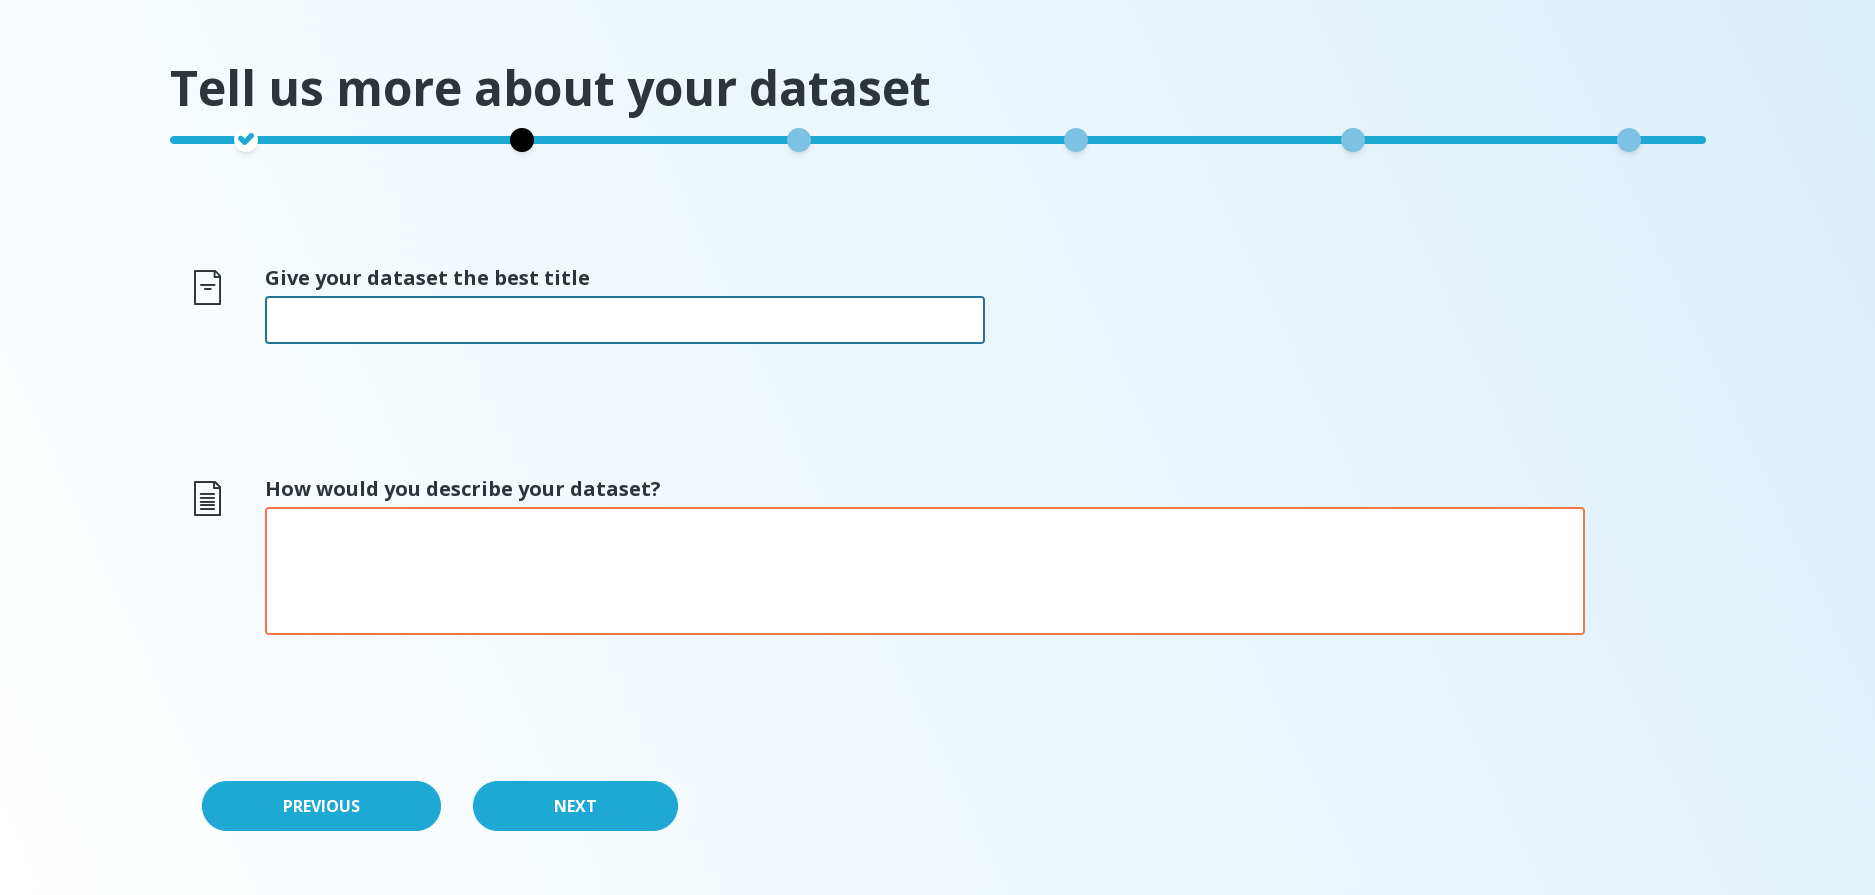 Tell us more about your dataset
Give your dataset the best title
How would you describe your dataset?
PREVIOUS
NEXT